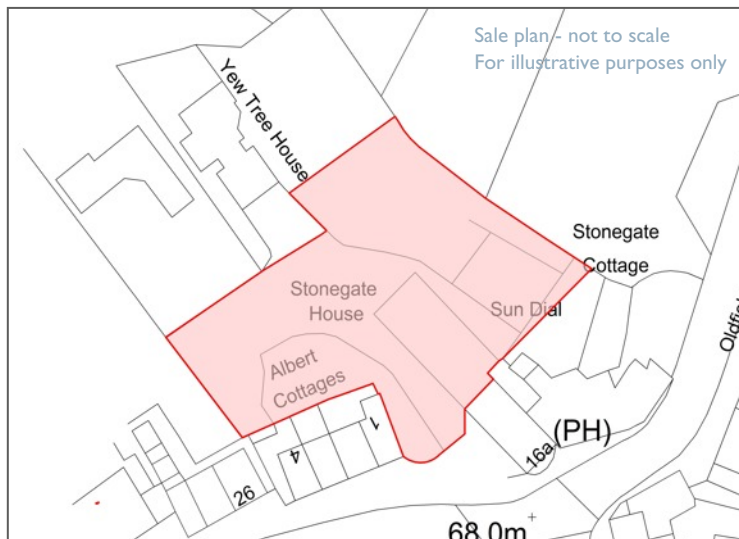 Sale plan - not to scale
For illustrative purposes only
Yew Tree House
Stonegate
Cottage
Stonegate
House
Sun Dial
Oldfiel
Albert
Cottages
1
(PH)
4
16a
26
68.0m